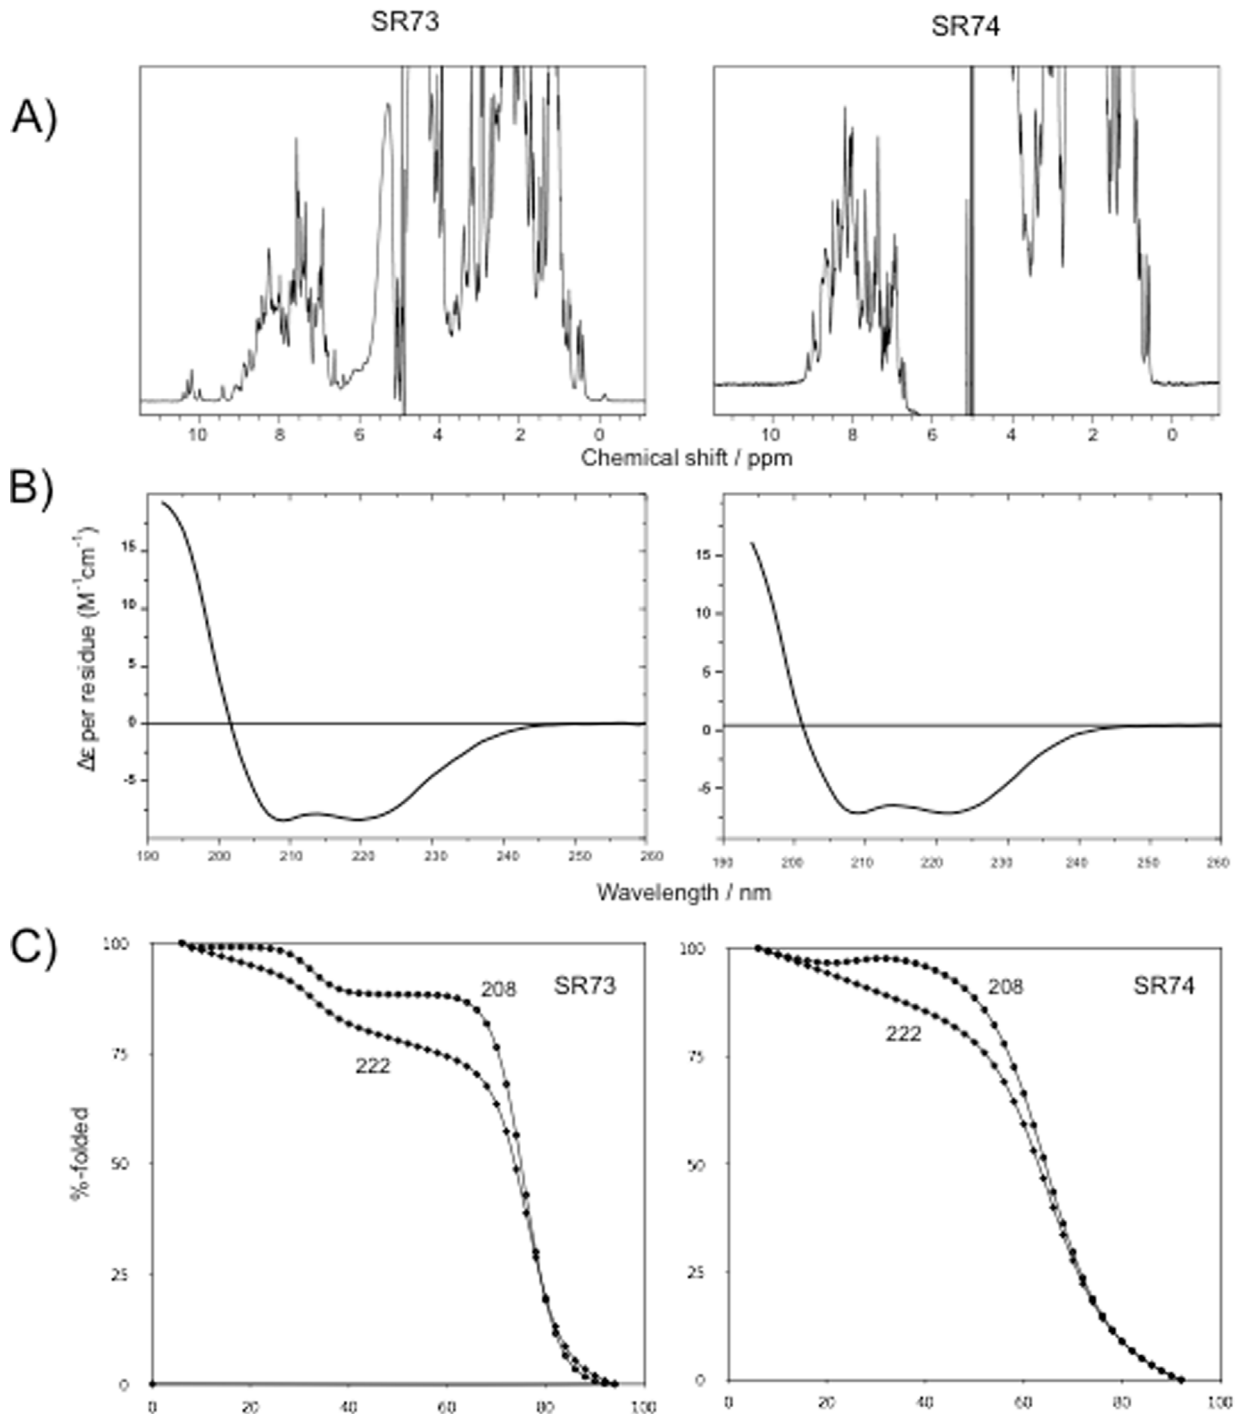 SR73 SR74
A)
10 8 6 4 2 0 10 8 6 4 2 0
Chemical shift / ppm
B)
Δε per residue (M⁻¹cm⁻¹)
15 15
10 10
5 5
0 0
-5 -5
190 200 210 220 230 240 250 260 190 200 210 220 230 240 250 260
Wavelength / nm
C)
%-folded
100 100
208 SR73 208 SR74
222 222
75 75
50 50
25 25
0 0
0 20 40 60 80 100 0 20 40 60 80 100